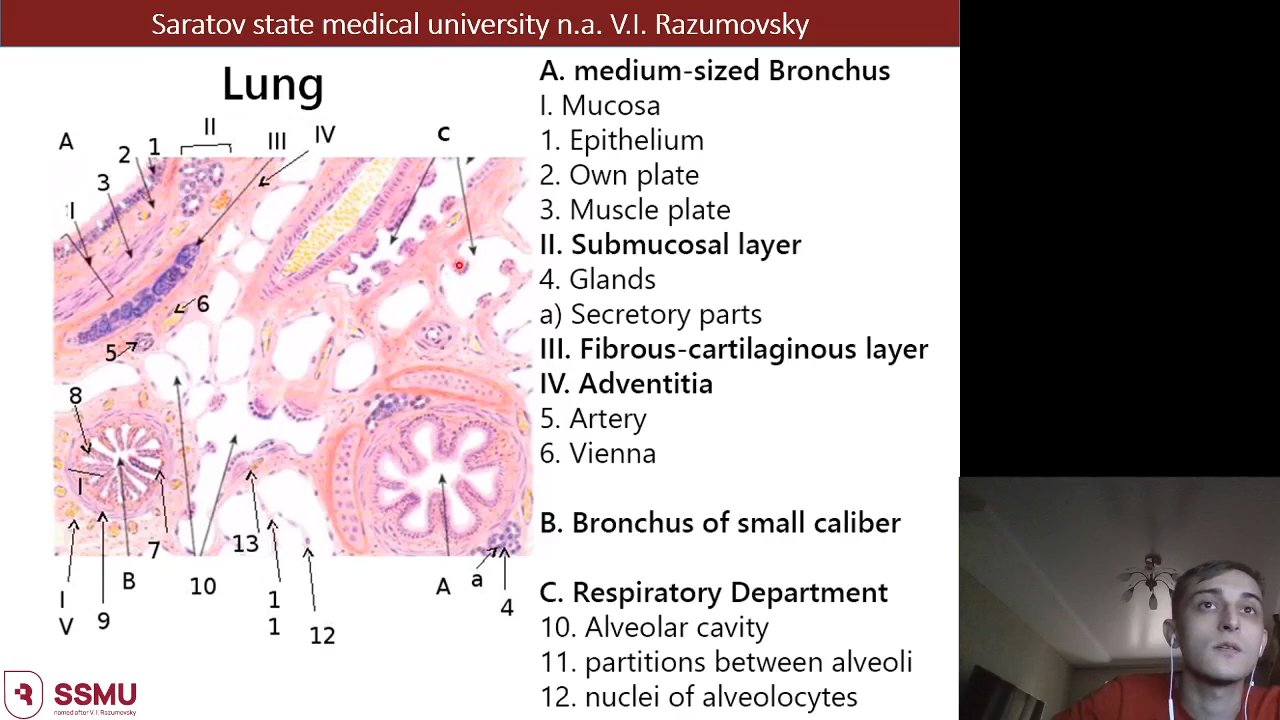 Saratov state medical university n.a. V.I. Razumovsky
Lung
A
1
2
3
I
II
III
IV
c
6
5
8
I
7
13
10
B
9
I
V
1
1
12
A
a
4
A. medium-sized Bronchus
I. Mucosa
1. Epithelium
2. Own plate
3. Muscle plate
II. Submucosal layer
4. Glands
a) Secretory parts
III. Fibrous-cartilaginous layer
IV. Adventitia
5. Artery
6. Vienna
B. Bronchus of small caliber
C. Respiratory Department
10. Alveolar cavity
11. partitions between alveoli
12. nuclei of alveolocytes
SSMU
named after V. I. Razumovsky